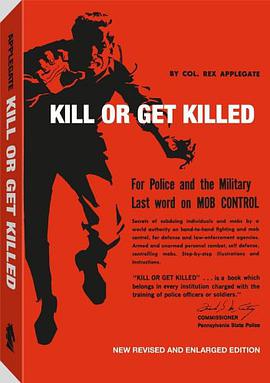 APPLEGATE
KILL OR GET KILLED
BY COL. REX APPLEGATE
KILL OR GET KILLED
For Police and the Military
Last word on MOB CONTROL
Secrets of subduing individuals and mobs by a
world authority on hand-to-hand fighting and mob
control, for defense and law-enforcement agencies.
Armed and unarmed personal combat, self defense,
controlling mobs. Step-by-step illustrations and
instructions.
"KILL OR GET KILLED" . . . is a book which
belongs in every institution charged with the
training of police officers or soldiers."
COMMISSIONER
Pennsylvania State Police
NEW REVISED AND ENLARGED EDITION